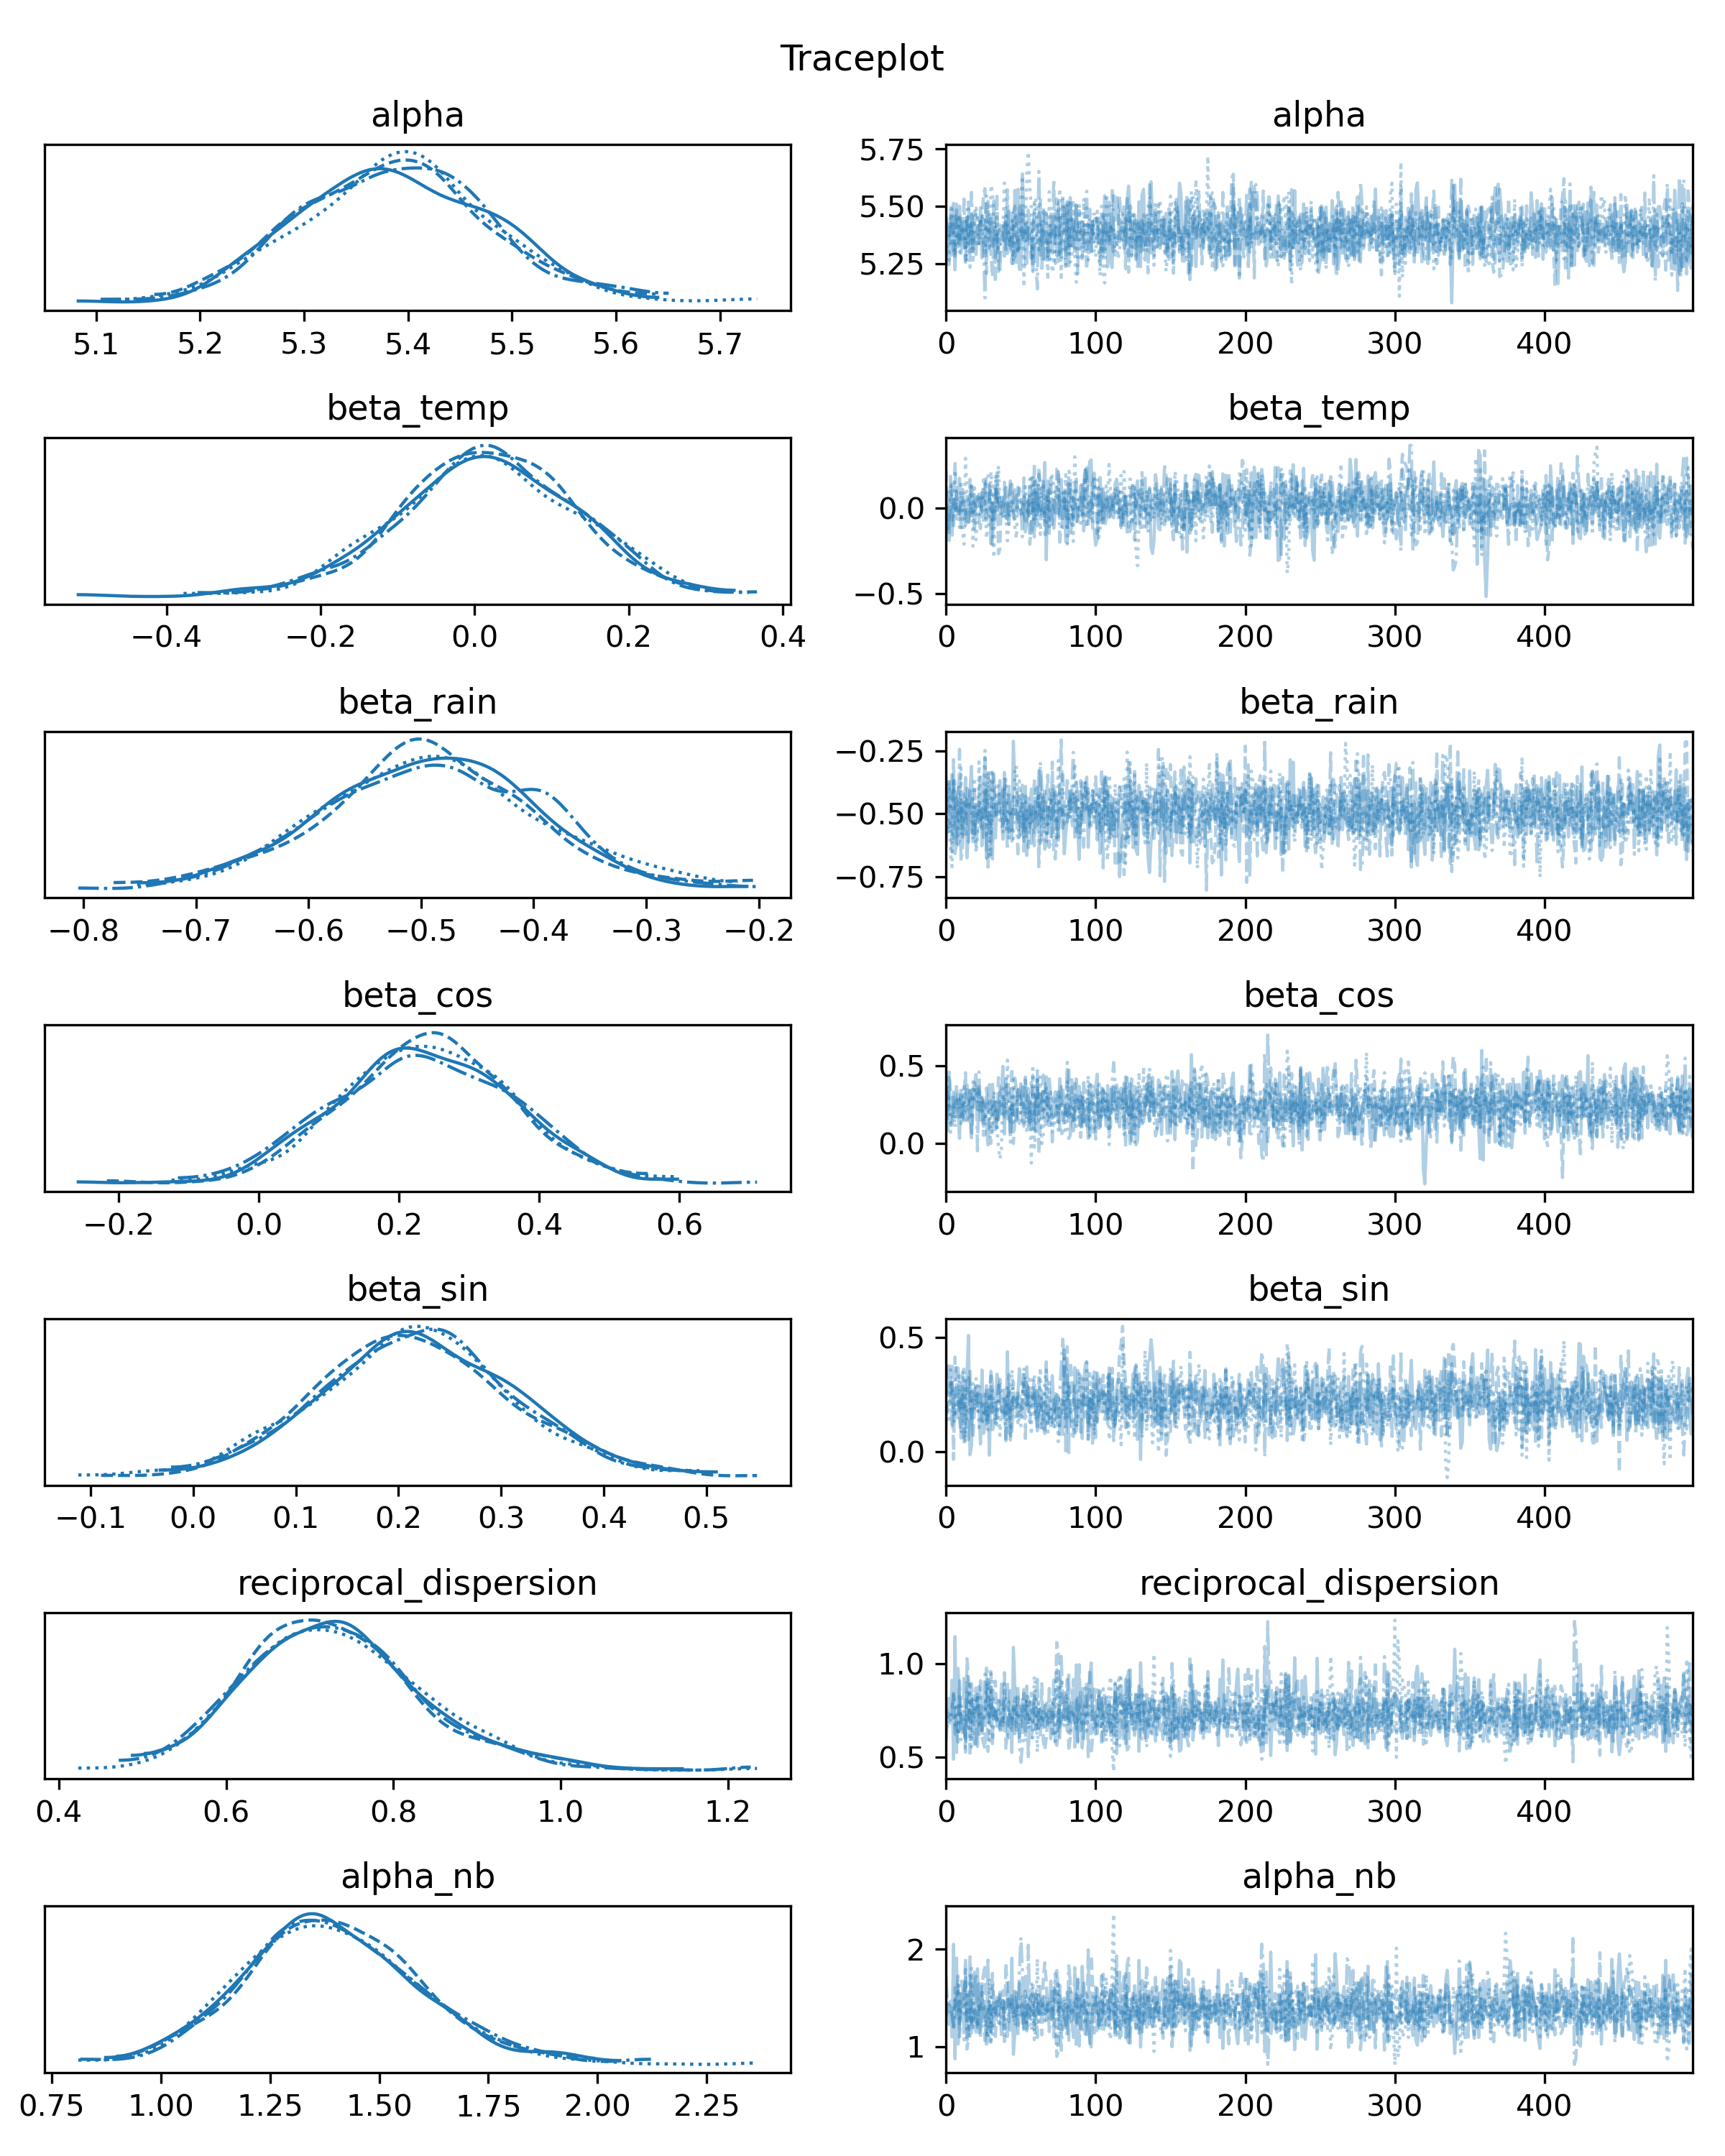 Traceplot
alpha alpha
5.75
5.50
5.25
5.1 5.2 5.3 5.4 5.5 5.6 5.7 0 100 200 300 400
beta_temp beta_temp
0.0
−0.5
−0.4 −0.2 0.0 0.2 0.4 0 100 200 300 400
beta_rain beta_rain
−0.25
−0.50
−0.75
−0.8 −0.7 −0.6 −0.5 −0.4 −0.3 −0.2 0 100 200 300 400
beta_cos beta_cos
0.5
0.0
−0.2 0.0 0.2 0.4 0.6 0 100 200 300 400
beta_sin beta_sin
0.5
0.0
−0.1 0.0 0.1 0.2 0.3 0.4 0.5 0 100 200 300 400
reciprocal_dispersion reciprocal_dispersion
1.0
0.5
0.4 0.6 0.8 1.0 1.2 0 100 200 300 400
alpha_nb alpha_nb
2
1
0.75 1.00 1.25 1.50 1.75 2.00 2.25 0 100 200 300 400